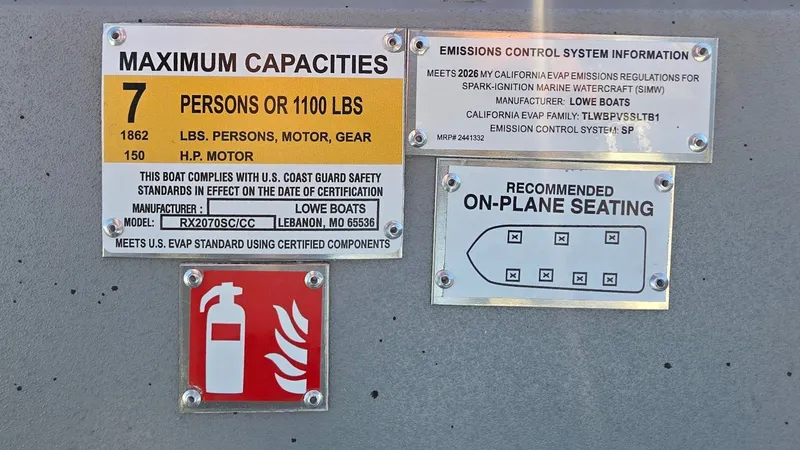 MAXIMUM CAPACITIES
7 PERSONS OR 1100 LBS
1862 LBS. PERSONS, MOTOR, GEAR
150 H.P. MOTOR
THIS BOAT COMPLIES WITH U.S. COAST GUARD SAFETY
STANDARDS IN EFFECT ON THE DATE OF CERTIFICATION
MANUFACTURER : LOWE BOATS
MODEL: RX2070SC/CC LEBANON, MO 65536
MEETS U.S. EVAP STANDARD USING CERTIFIED COMPONENTS
EMISSIONS CONTROL SYSTEM INFORMATION
MEETS 2026 MY CALIFORNIA EVAP EMISSIONS REGULATIONS FOR
SPARK-IGNITION MARINE WATERCRAFT (SIMW)
MANUFACTURER: LOWE BOATS
CALIFORNIA EVAP FAMILY: TLWBPVSSLTB1
EMISSION CONTROL SYSTEM: SP
MRP# 2441332
RECOMMENDED
ON-PLANE SEATING